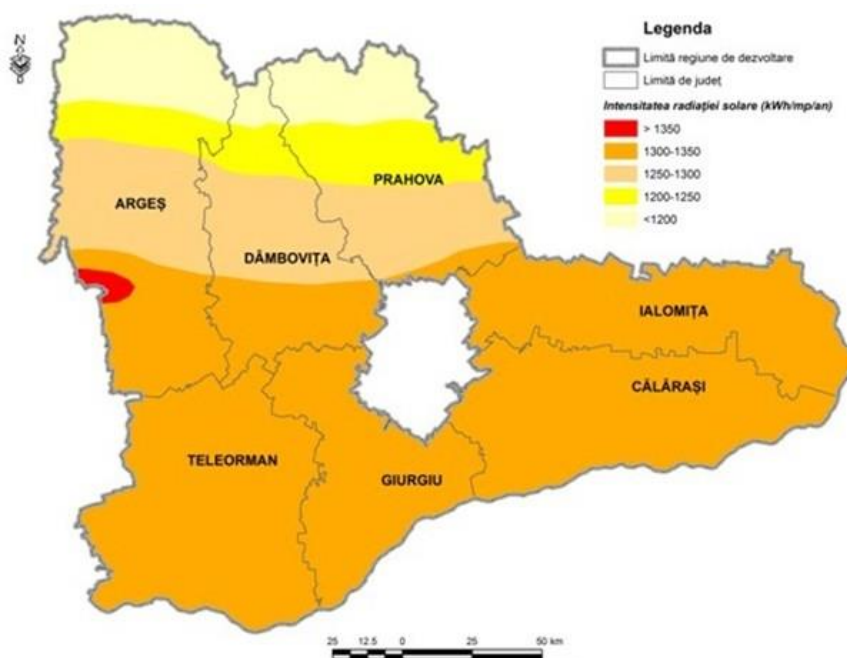 Legenda
Limită regiune de dezvoltare
Limită de județ
Intensitatea radiației solare (kWh/mp/an)
> 1350
1300-1350
1250-1300
1200-1250
<1200
N
PRAHOVA
ARGEȘ
DÂMBOVIȚA
IALOMIȚA
CĂLĂRAȘI
TELEORMAN
GIURGIU
25 12.5 0 25 50 km